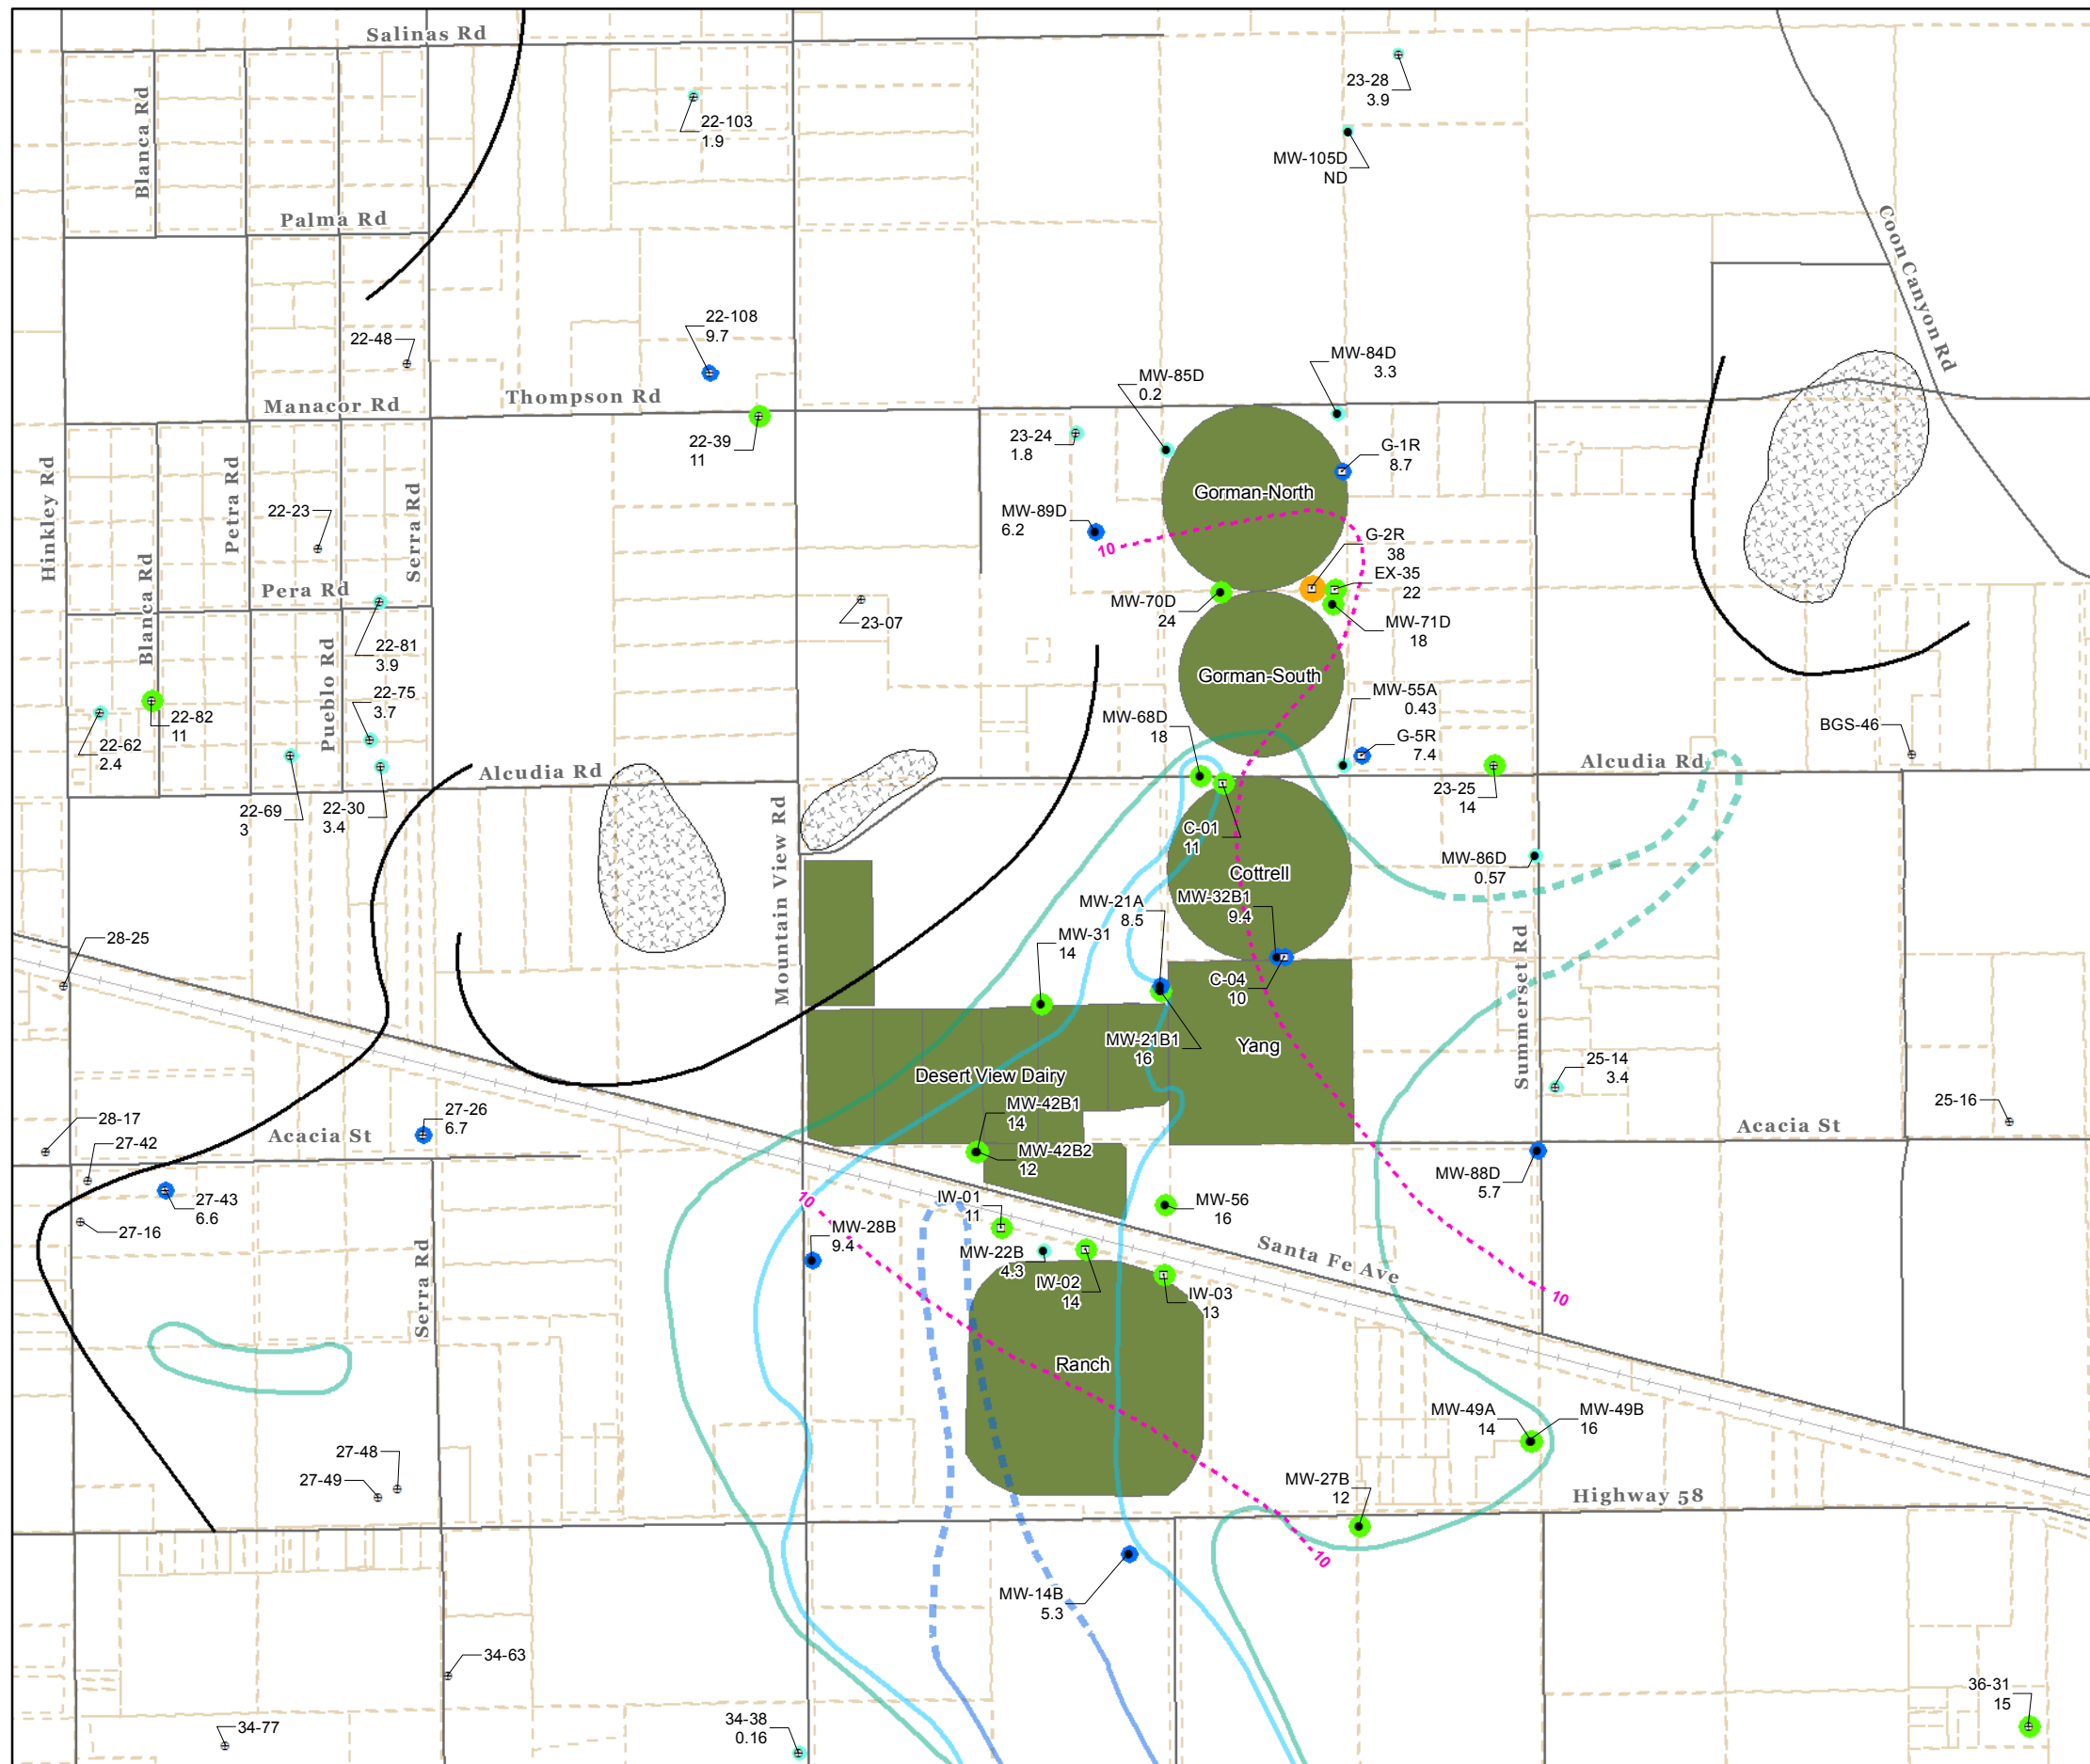 Salinas Rd
23-28
3.9
Blanca Rd
22-103
1.9
MW-105D
ND
Palma Rd
Coon Canyon Rd
22-108
9.7
22-48
MW-84D
3.3
MW-85D
0.2
Manacor Rd
Thompson Rd
22-39
11
23-24
1.8
G-1R
8.7
Hinkley Rd
Petra Rd
Serra Rd
Gorman-North
22-23
MW-89D
6.2
10
G-2R
38
EX-35
22
Blanca Rd
Pera Rd
MW-70D
24
23-07
MW-71D
18
22-81
3.9
Pueblo Rd
Gorman-South
22-75
3.7
MW-55A
0.43
22-82
11
MW-68D
18
BGS-46
G-5R
7.4
22-62
2.4
Alcudia Rd
Alcudia Rd
23-25
14
22-69
3
22-30
3.4
Mountain View Rd
C-01
11
MW-86D
0.57
Cottrell
MW-32B1
9.4
MW-21A
8.5
28-25
MW-31
14
Summerset Rd
C-04
10
MW-21B1
16
Yang
25-14
3.4
Desert View Dairy
25-16
28-17
27-26
6.7
MW-42B1
14
Acacia St
Acacia St
27-42
MW-42B2
12
MW-88D
5.7
27-43
6.6
10
IW-01
11
MW-56
16
27-16
MW-28B
9.4
MW-22B
4.3
Santa Fe Ave
IW-02
14
IW-03
13
10
Serra Rd
Ranch
MW-49A
14
MW-49B
16
27-48
27-49
MW-27B
12
Highway 58
10
MW-14B
5.3
34-63
36-31
15
34-77
34-38
0.16